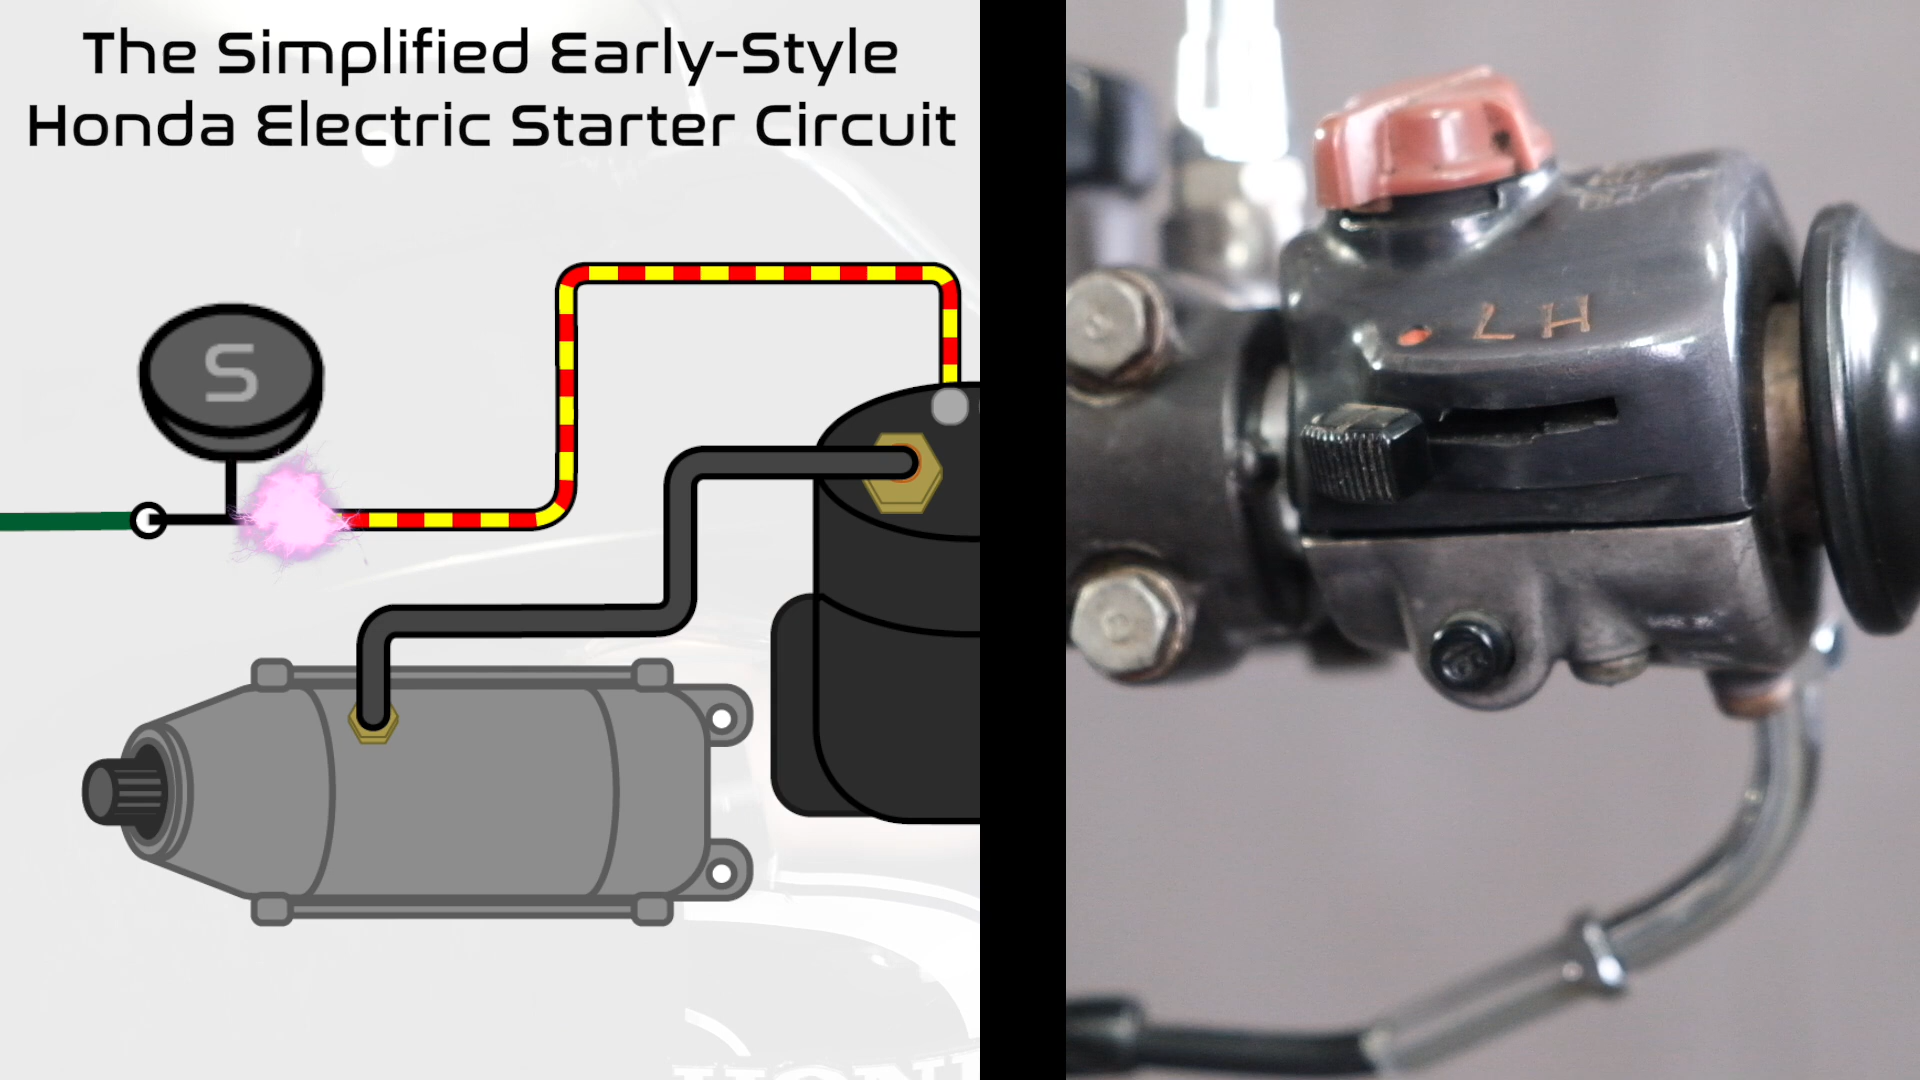 The Simplified Early-Style
Honda Electric Starter Circuit
S
LH